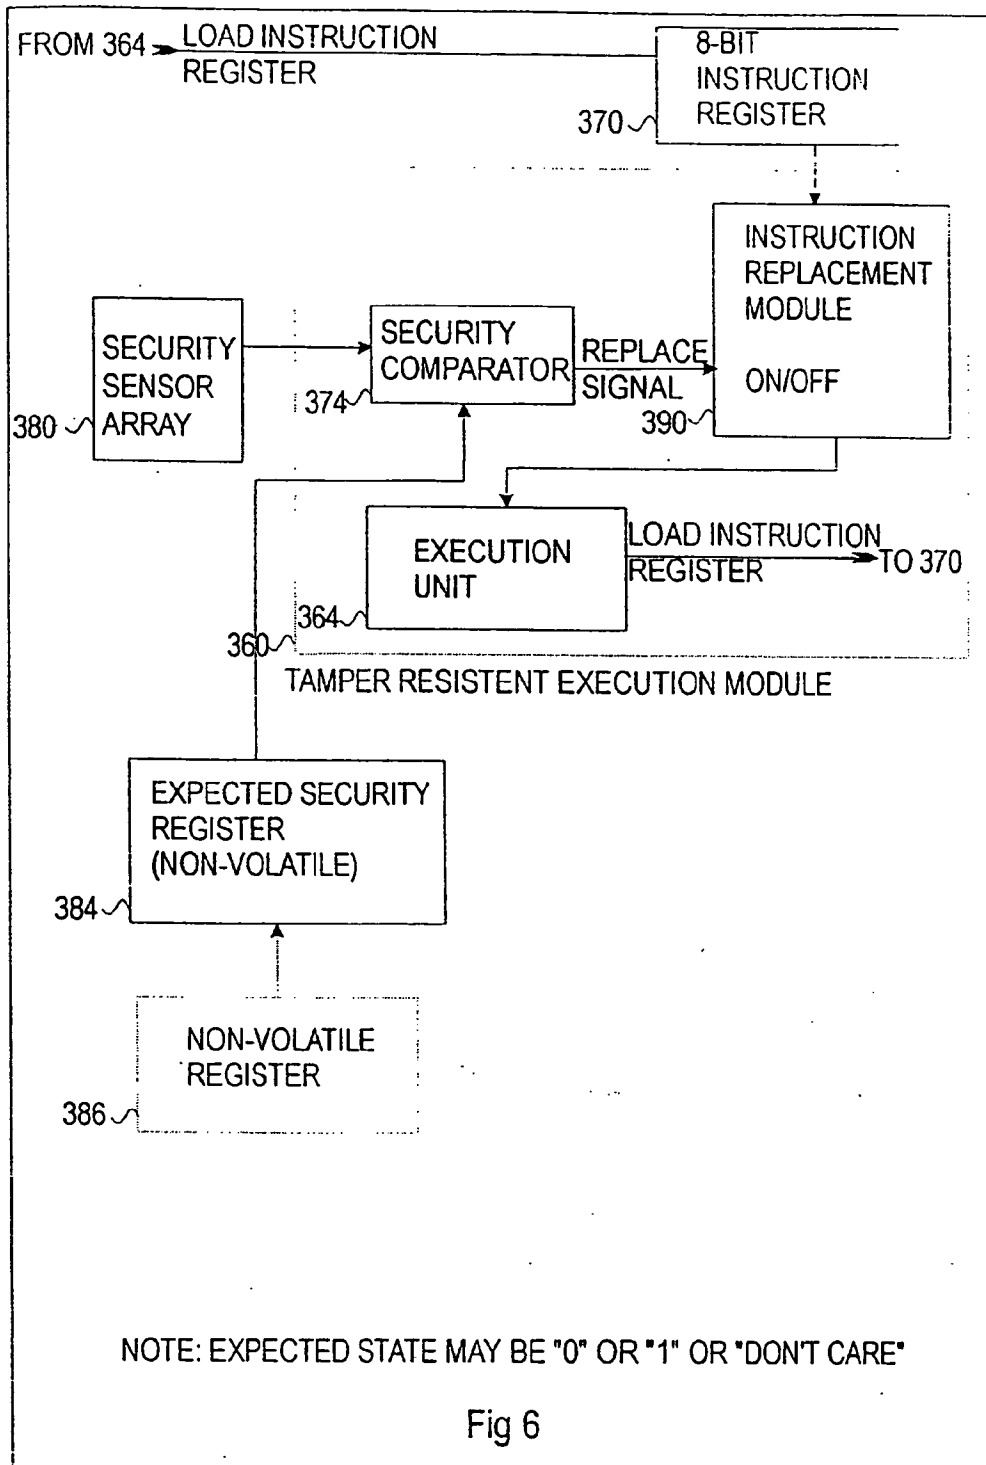 FROM 364
LOAD INSTRUCTION
REGISTER
8-BIT
INSTRUCTION
REGISTER
370
INSTRUCTION
REPLACEMENT
MODULE
ON/OFF
390
SECURITY
SENSOR
ARRAY
380
SECURITY
COMPARATOR
374
REPLACE
SIGNAL
EXECUTION
UNIT
364
LOAD INSTRUCTION
REGISTER
TO 370
360
TAMPER RESISTENT EXECUTION MODULE
EXPECTED SECURITY
REGISTER
(NON-VOLATILE)
384
NON-VOLATILE
REGISTER
386
NOTE: EXPECTED STATE MAY BE "0" OR "1" OR "DON'T CARE"
Fig 6